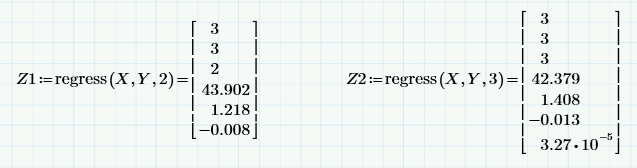 Z1:=regress(X,Y,2)=[3 3 2 43.902 1.218 −0.008]
Z2:=regress(X,Y,3)=[3 3 3 42.379 1.408 −0.013 3.27•10⁻⁵]